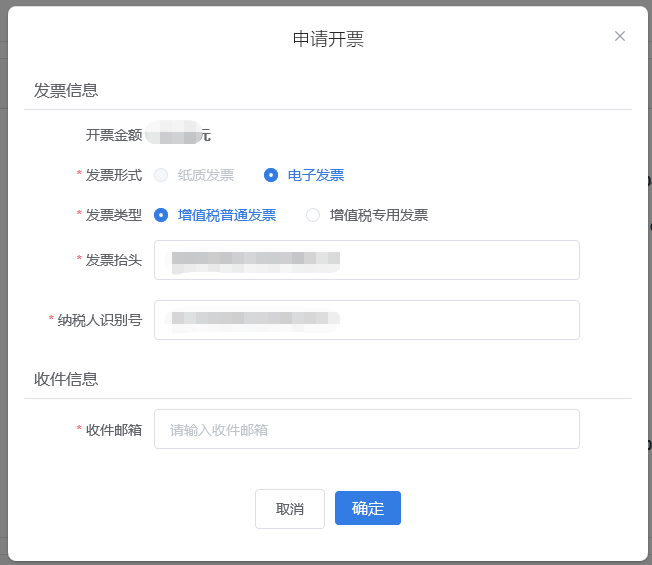 申请开票
发票信息
开票金额 元
* 发票形式 纸质发票 电子发票
* 发票类型 增值税普通发票 增值税专用发票
* 发票抬头
* 纳税人识别号
收件信息
* 收件邮箱 请输入收件邮箱
取消 确定